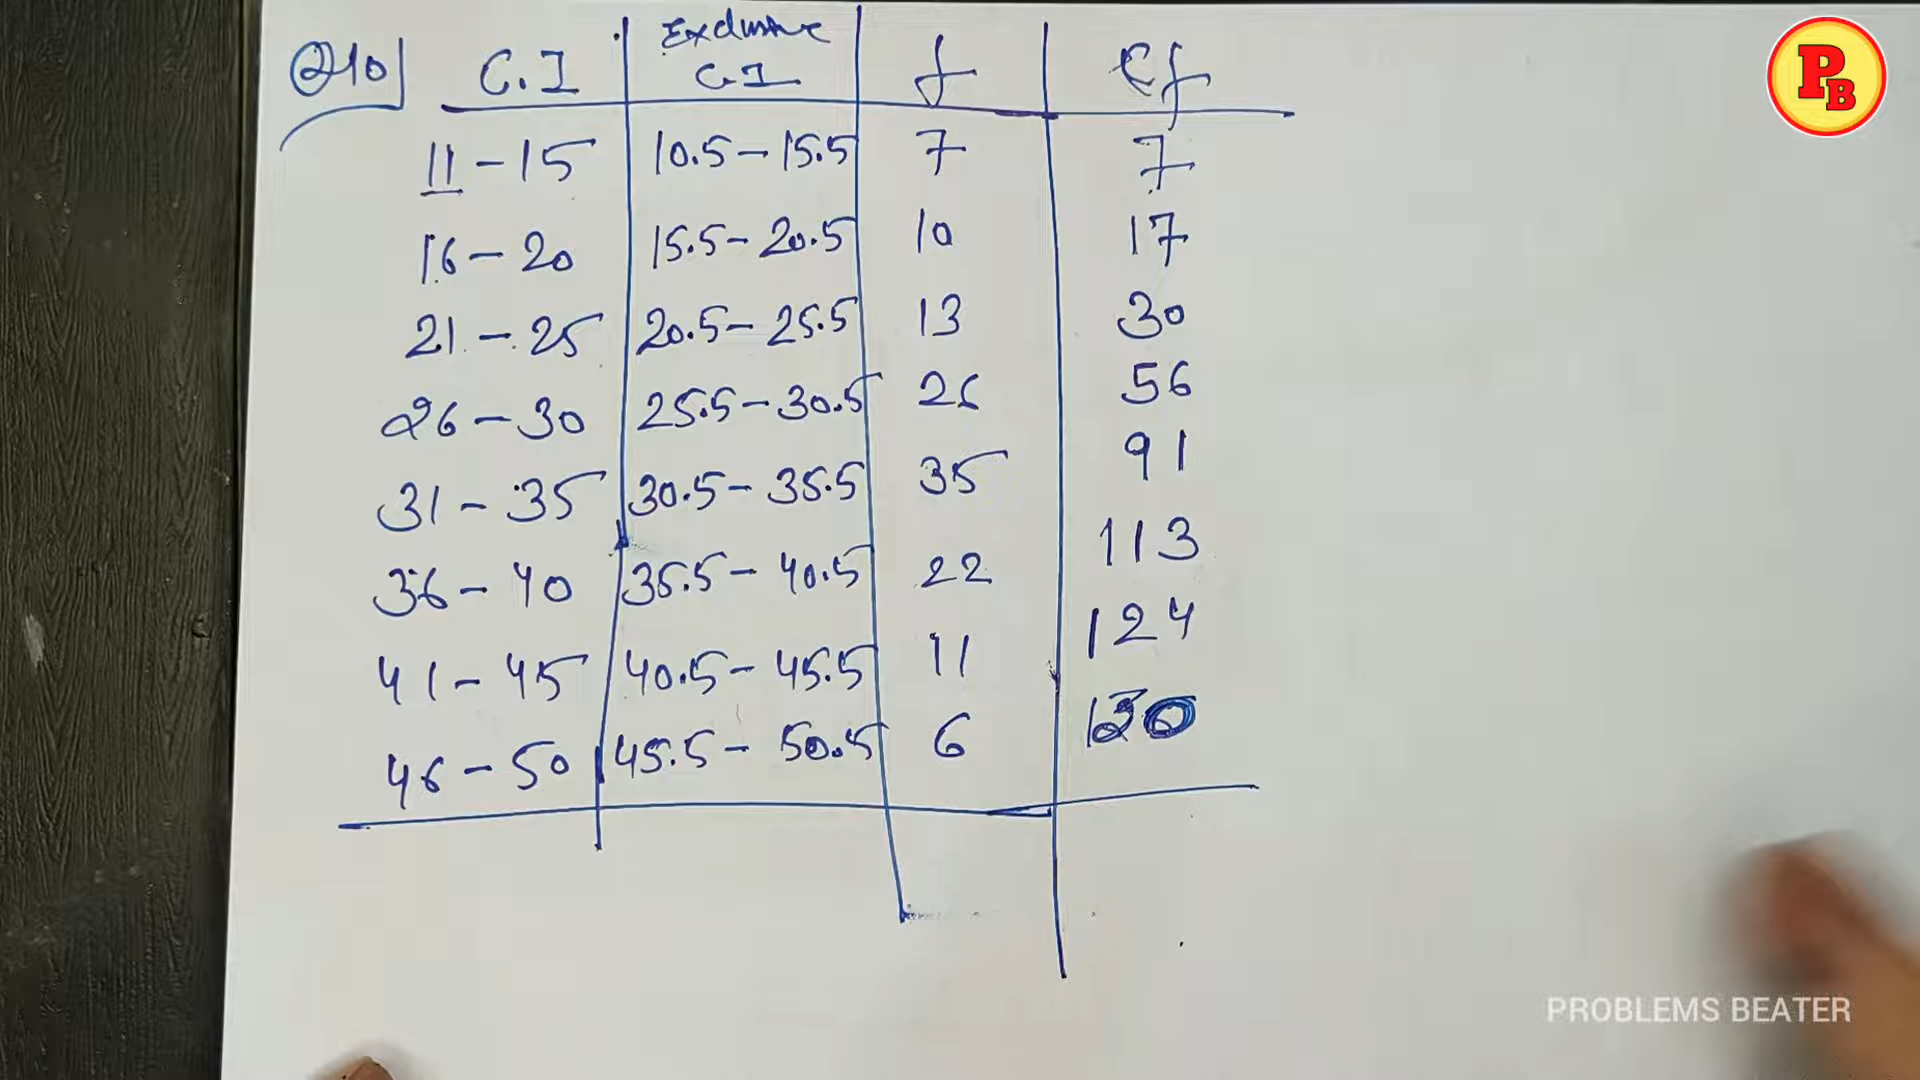 Q10 C.I Exclusive C.I f Cf
11-15 10.5-15.5 7 7
16-20 15.5-20.5 10 17
21-25 20.5-25.5 13 30
26-30 25.5-30.5 26 56
31-35 30.5-35.5 35 91
36-40 35.5-40.5 22 113
41-45 40.5-45.5 11 124
46-50 45.5-50.5 6 130
PB
PROBLEMS BEATER